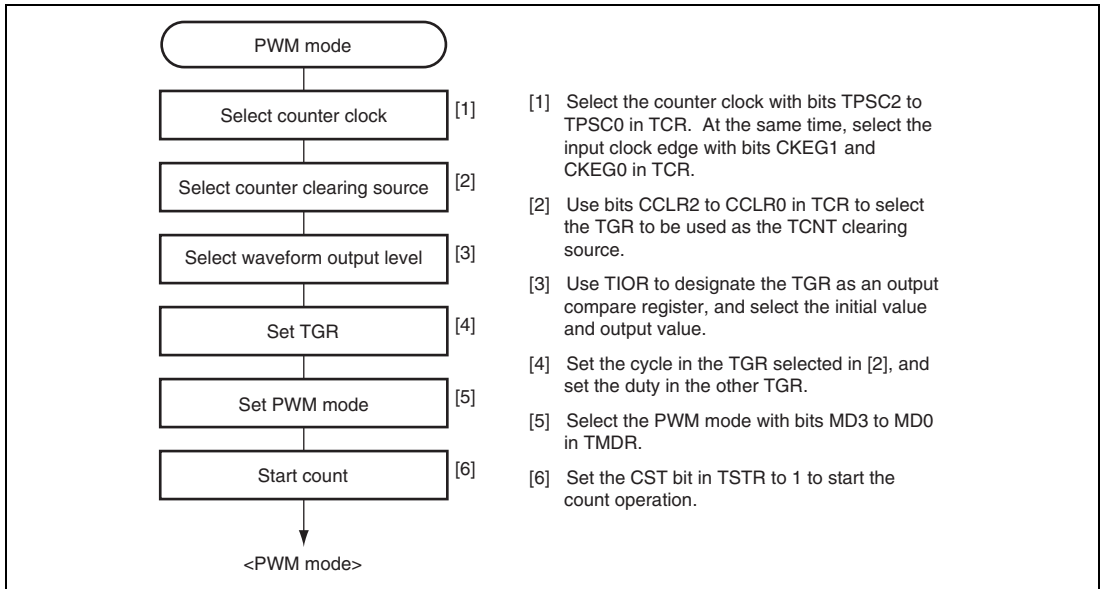 PWM mode
Select counter clock
[1]
Select counter clearing source
[2]
Select waveform output level
[3]
Set TGR
[4]
Set PWM mode
[5]
Start count
[6]
<PWM mode>
[1] Select the counter clock with bits TPSC2 to
TPSC0 in TCR. At the same time, select the
input clock edge with bits CKEG1 and
CKEG0 in TCR.
[2] Use bits CCLR2 to CCLR0 in TCR to select
the TGR to be used as the TCNT clearing
source.
[3] Use TIOR to designate the TGR as an output
compare register, and select the initial value
and output value.
[4] Set the cycle in the TGR selected in [2], and
set the duty in the other TGR.
[5] Select the PWM mode with bits MD3 to MD0
in TMDR.
[6] Set the CST bit in TSTR to 1 to start the
count operation.